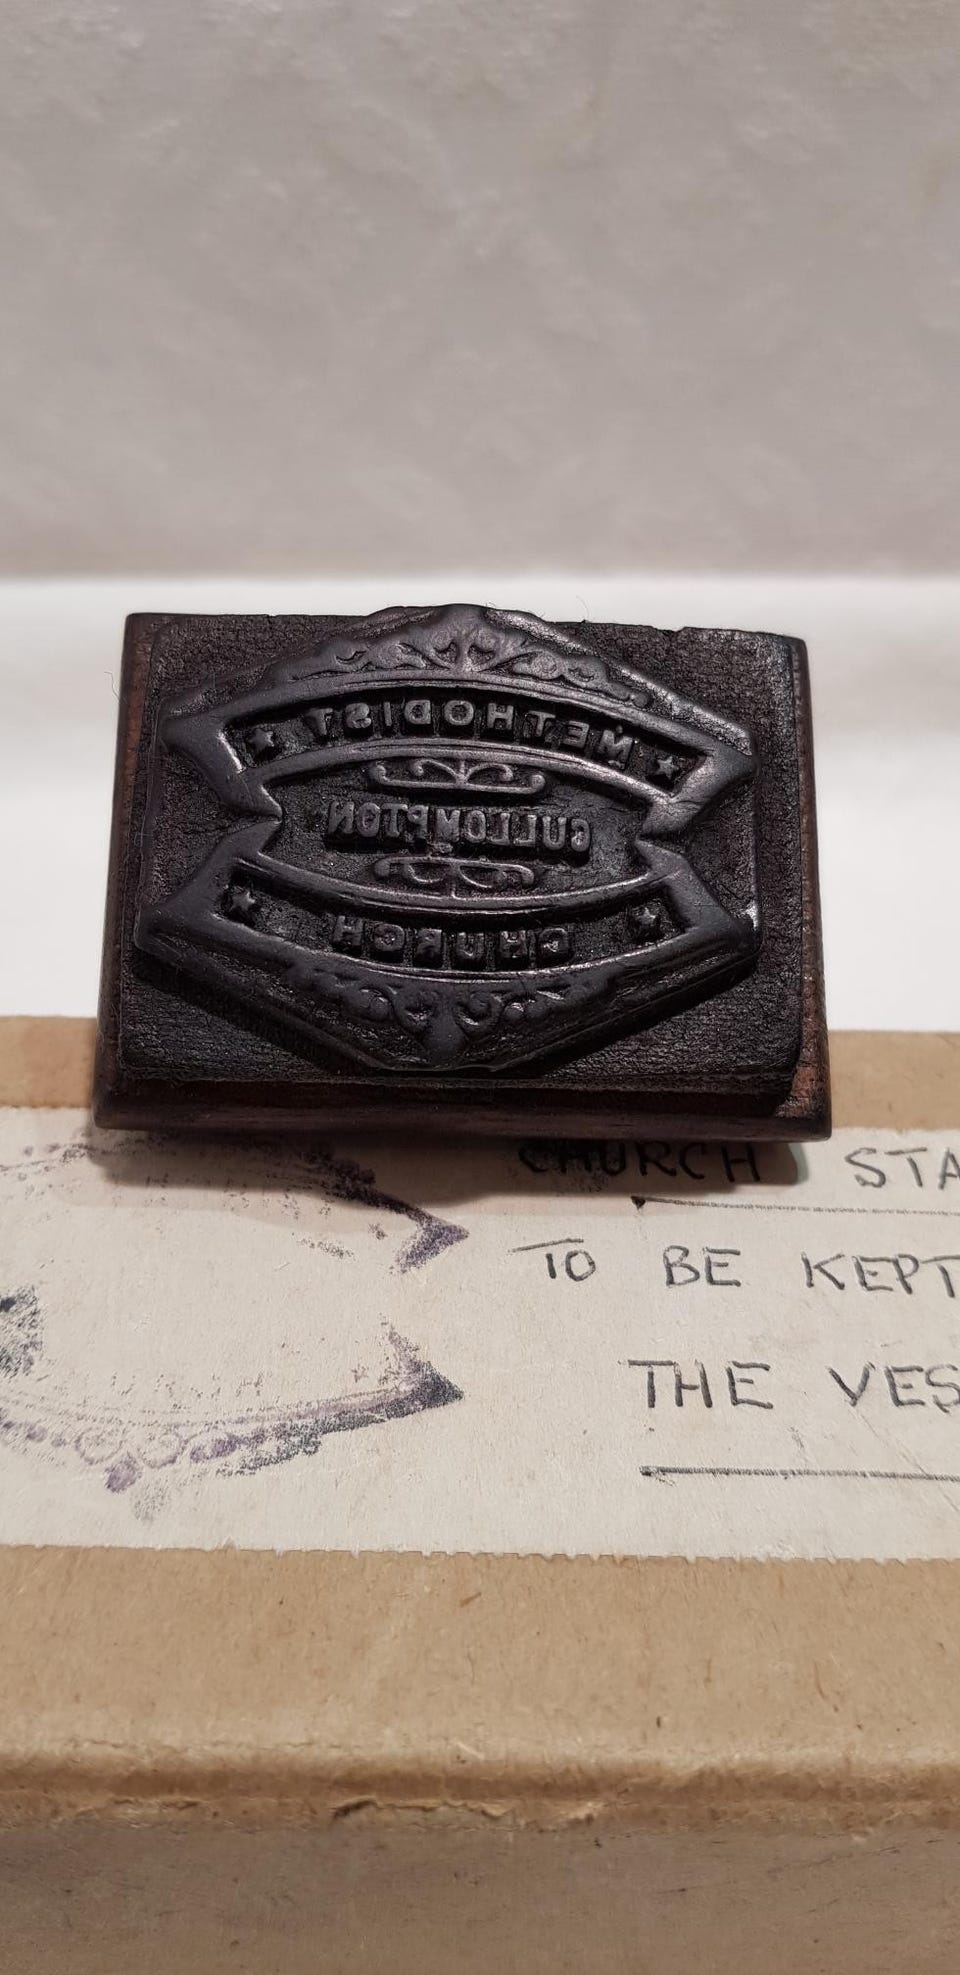 ★ METHODIST ★
CULLOMPTON
★ CHURCH ★
CHURCH STA
TO BE KEPT
THE VES